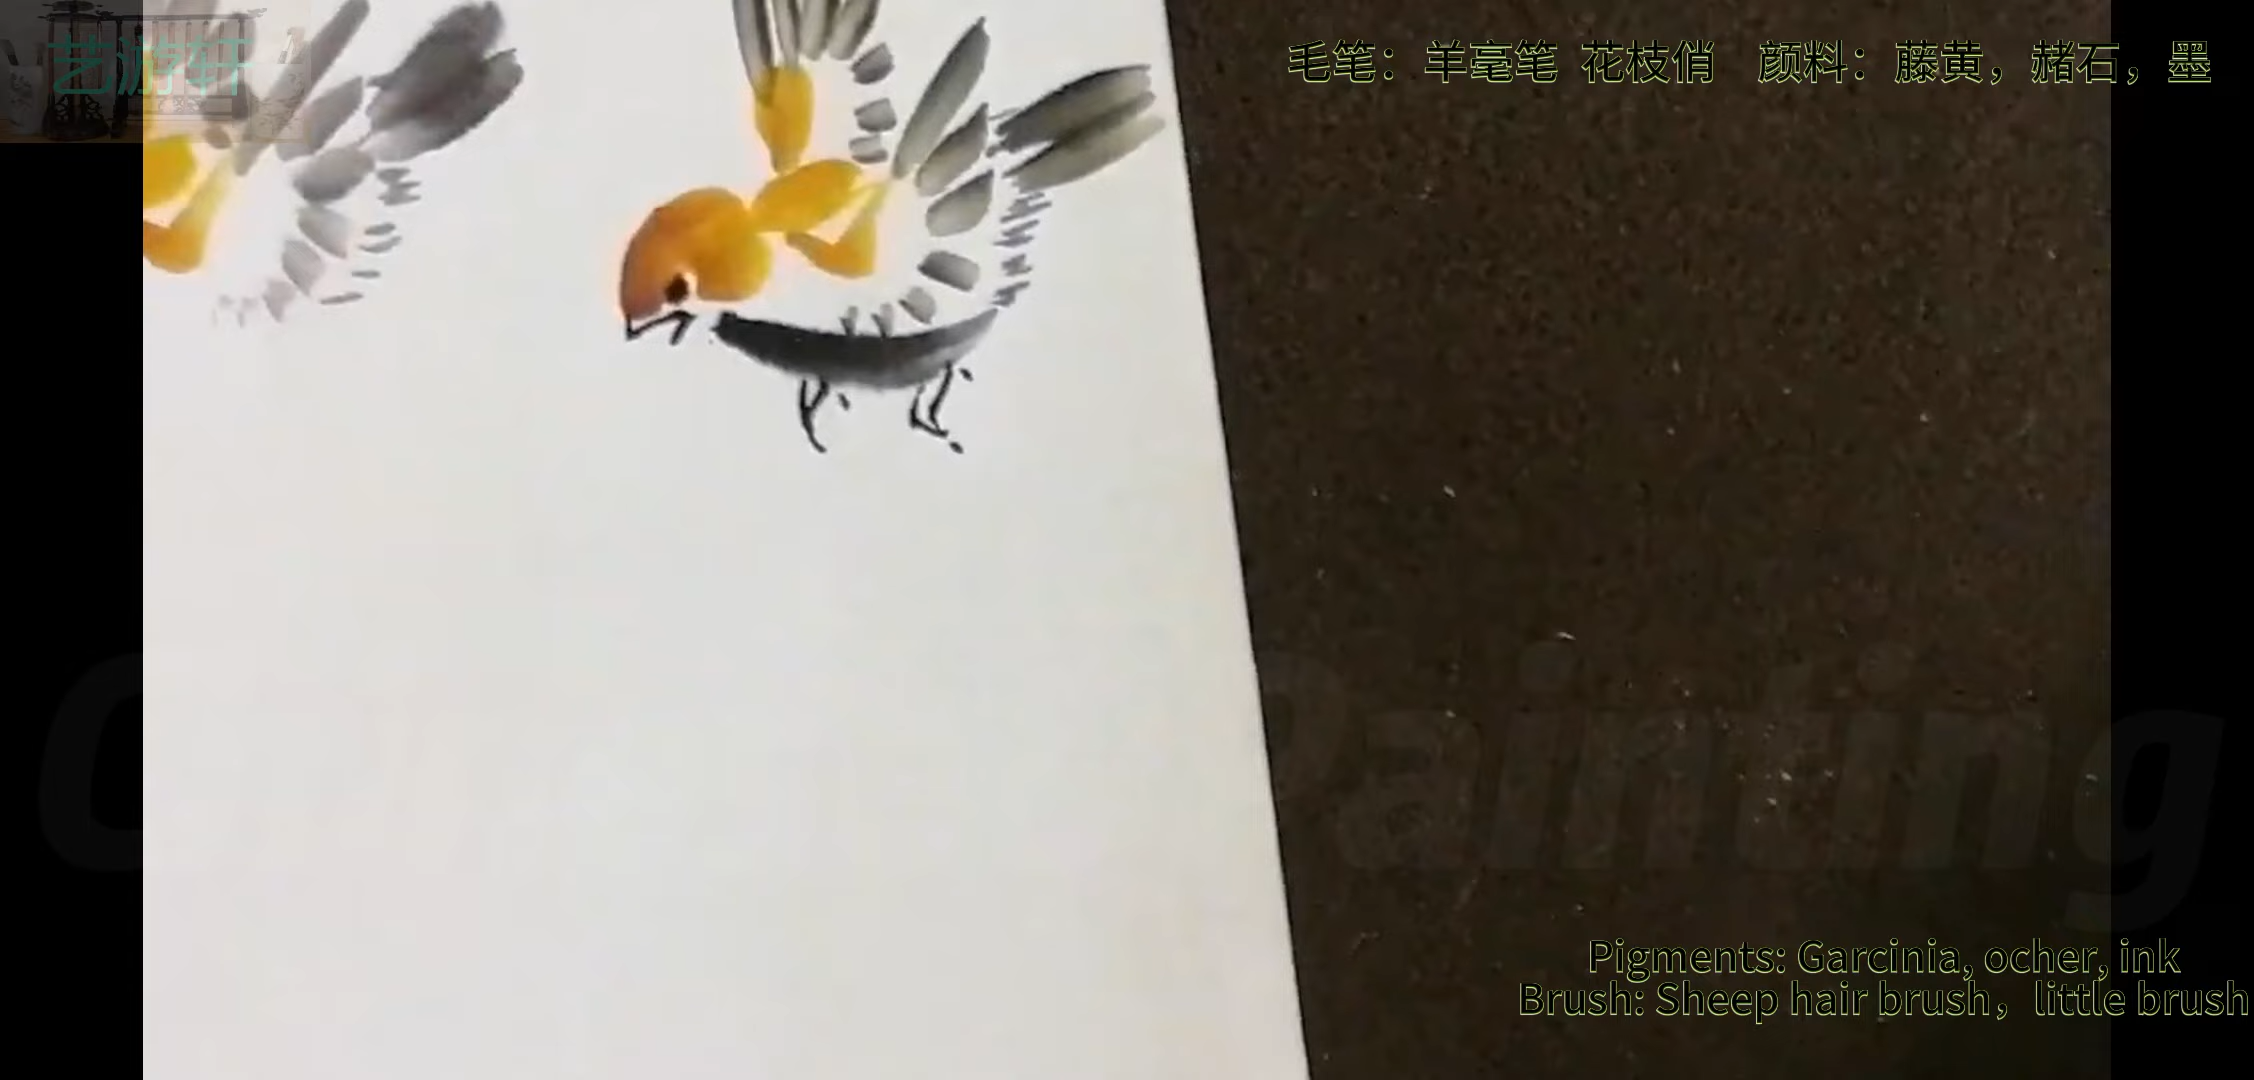 艺游轩
毛笔：羊毫笔 花枝俏 颜料：藤黄，赭石，墨
Painting
Pigments: Garcinia, ocher, ink
Brush: Sheep hair brush，little brush